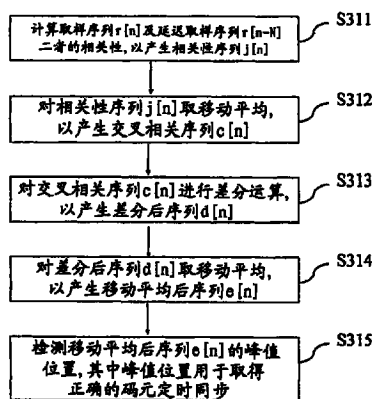 计算取样序列r[n]及延迟取样序列r[n-N]
二者的相关性,以产生相关性序列j[n]
S311
对相关性序列j[n]取移动平均,
以产生交叉相关序列c[n]
S312
对交叉相关序列c[n]进行差分运算,
以产生差分后序列d[n]
S313
对差分后序列d[n]取移动平均,
以产生移动平均后序列e[n]
S314
检测移动平均后序列e[n]的峰值
位置,其中峰值位置用于取得
正确的码元定时同步
S315